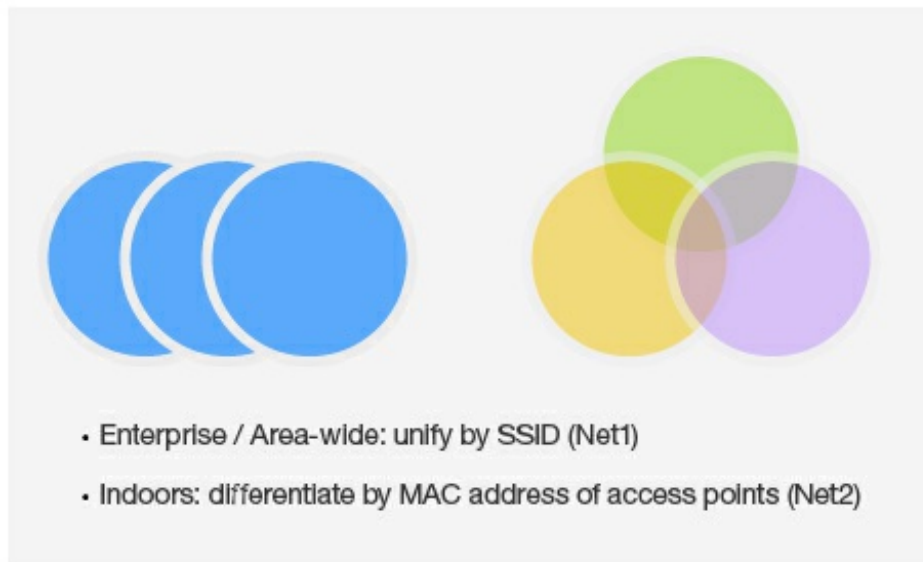 • Enterprise / Area-wide: unify by SSID (Net1)
• Indoors: differentiate by MAC address of access points (Net2)